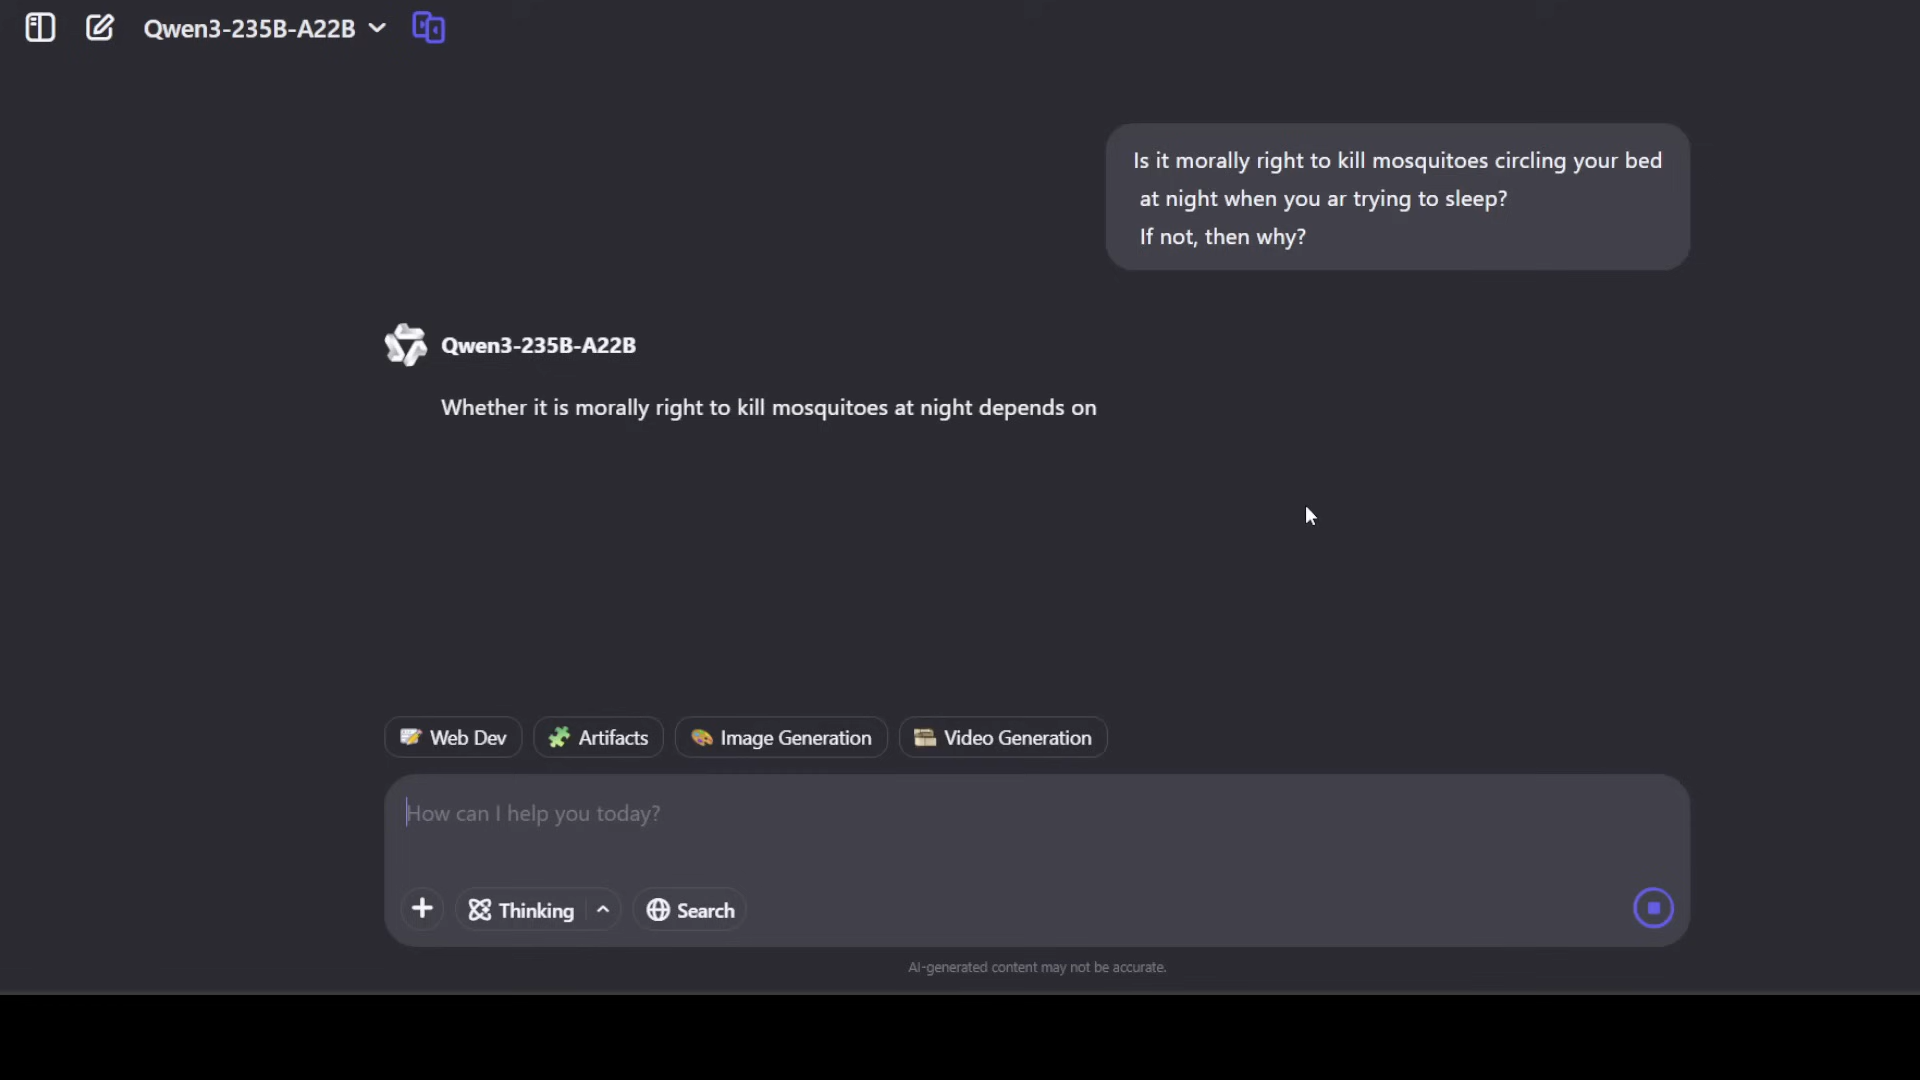 Qwen3-235B-A22B
Is it morally right to kill mosquitoes circling your bed
at night when you ar trying to sleep?
If not, then why?
Qwen3-235B-A22B
Whether it is morally right to kill mosquitoes at night depends on
Web Dev
Artifacts
Image Generation
Video Generation
How can I help you today?
Thinking
Search
AI-generated content may not be accurate.